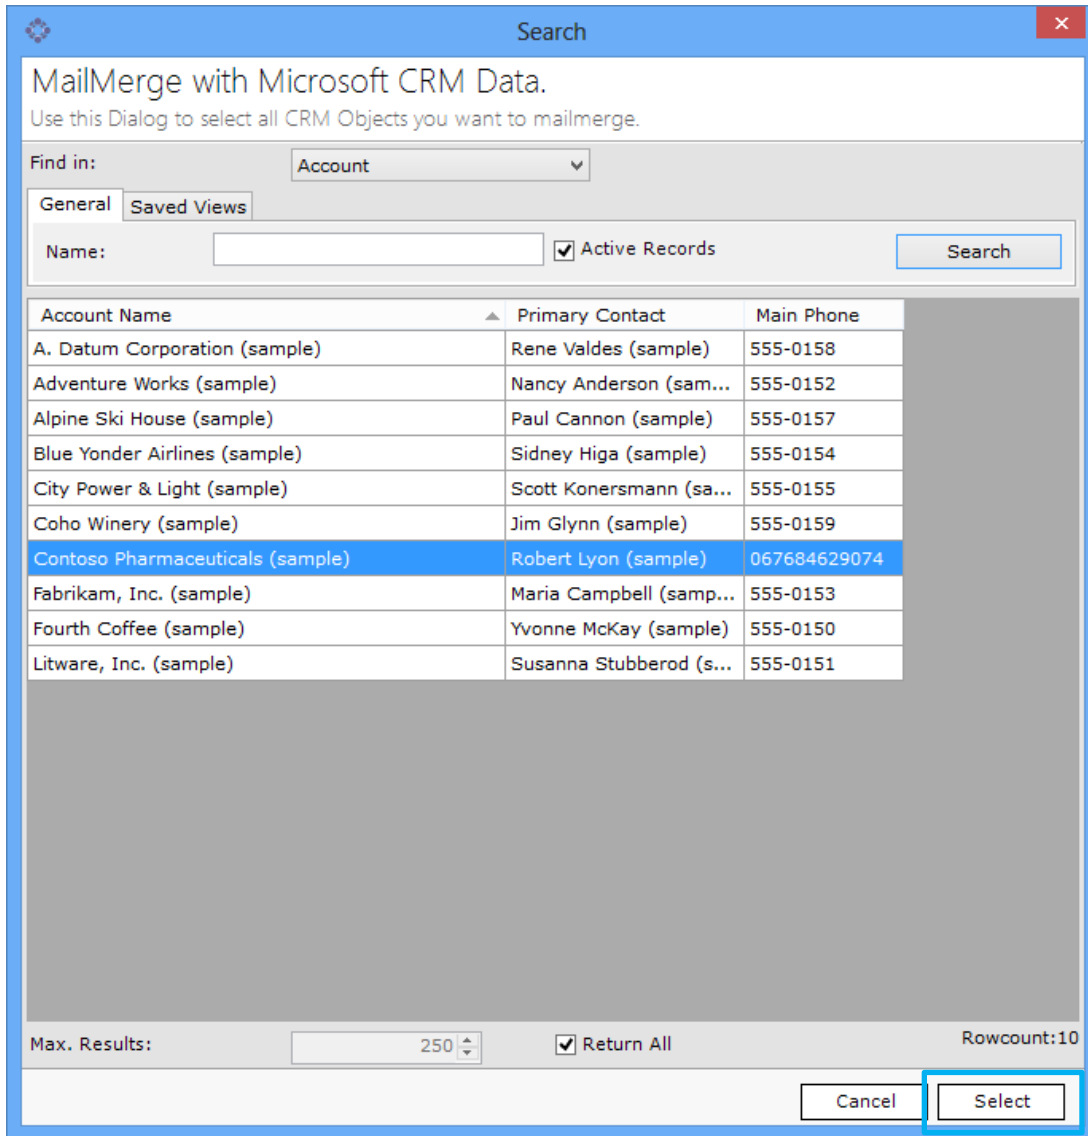 Search
MailMerge with Microsoft CRM Data.
Use this Dialog to select all CRM Objects you want to mailmerge.
Find in: Account
General Saved Views
Name: Active Records Search
Account Name Primary Contact Main Phone
A. Datum Corporation (sample) Rene Valdes (sample) 555-0158
Adventure Works (sample) Nancy Anderson (sam... 555-0152
Alpine Ski House (sample) Paul Cannon (sample) 555-0157
Blue Yonder Airlines (sample) Sidney Higa (sample) 555-0154
City Power & Light (sample) Scott Konersmann (sa... 555-0155
Coho Winery (sample) Jim Glynn (sample) 555-0159
Contoso Pharmaceuticals (sample) Robert Lyon (sample) 067684629074
Fabrikam, Inc. (sample) Maria Campbell (samp... 555-0153
Fourth Coffee (sample) Yvonne McKay (sample) 555-0150
Litware, Inc. (sample) Susanna Stubberod (s... 555-0151
Max. Results: 250 Return All Rowcount:10
Cancel Select